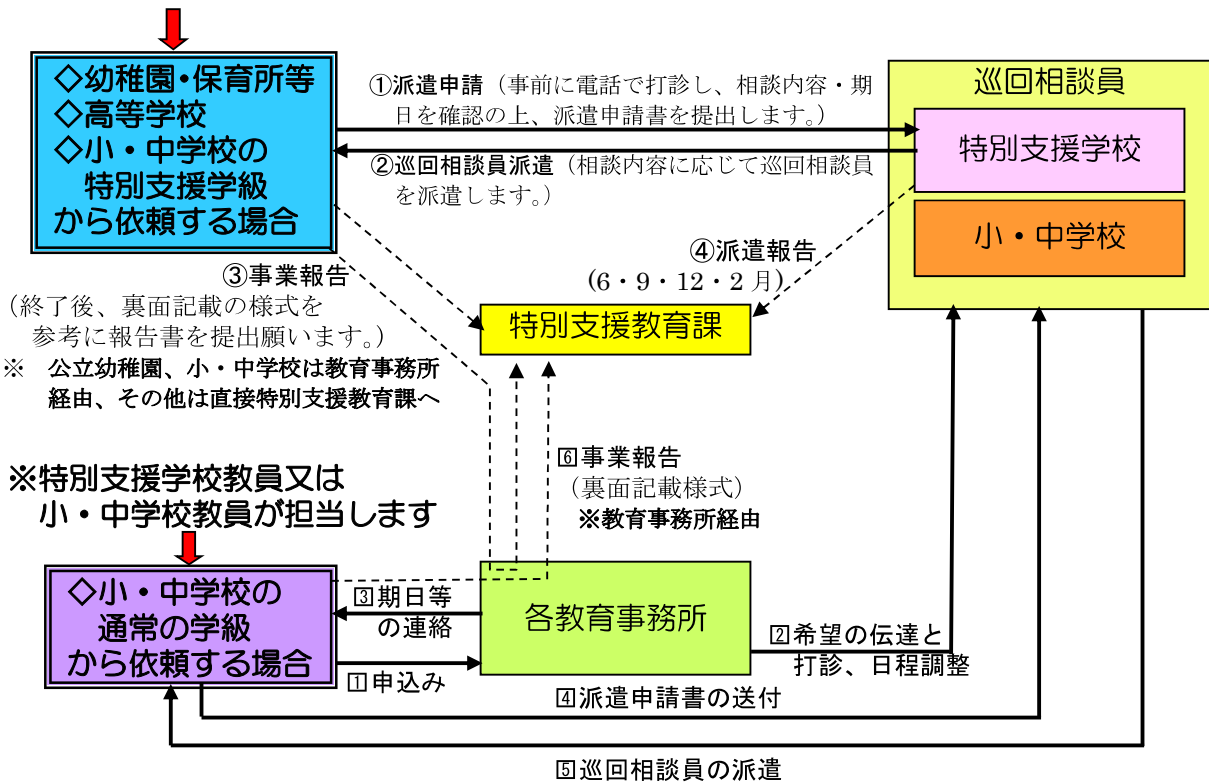 ◇幼稚園・保育所等
◇高等学校
◇小・中学校の
特別支援学級
から依頼する場合
①派遣申請（事前に電話で打診し、相談内容・期
日を確認の上、派遣申請書を提出します。）
②巡回相談員派遣（相談内容に応じて巡回相談員
を派遣します。）
巡回相談員
特別支援学校
小・中学校
③事業報告
（終了後、裏面記載の様式を
参考に報告書を提出願います。）
※　公立幼稚園、小・中学校は教育事務所
経由、その他は直接特別支援教育課へ
④派遣報告
(6・9・12・2 月)
特別支援教育課
6事業報告
（裏面記載様式）
※教育事務所経由
※特別支援学校教員又は
小・中学校教員が担当します
◇小・中学校の
通常の学級
から依頼する場合
3期日等
の連絡
1申込み
各教育事務所
2希望の伝達と
打診、日程調整
4派遣申請書の送付
5巡回相談員の派遣